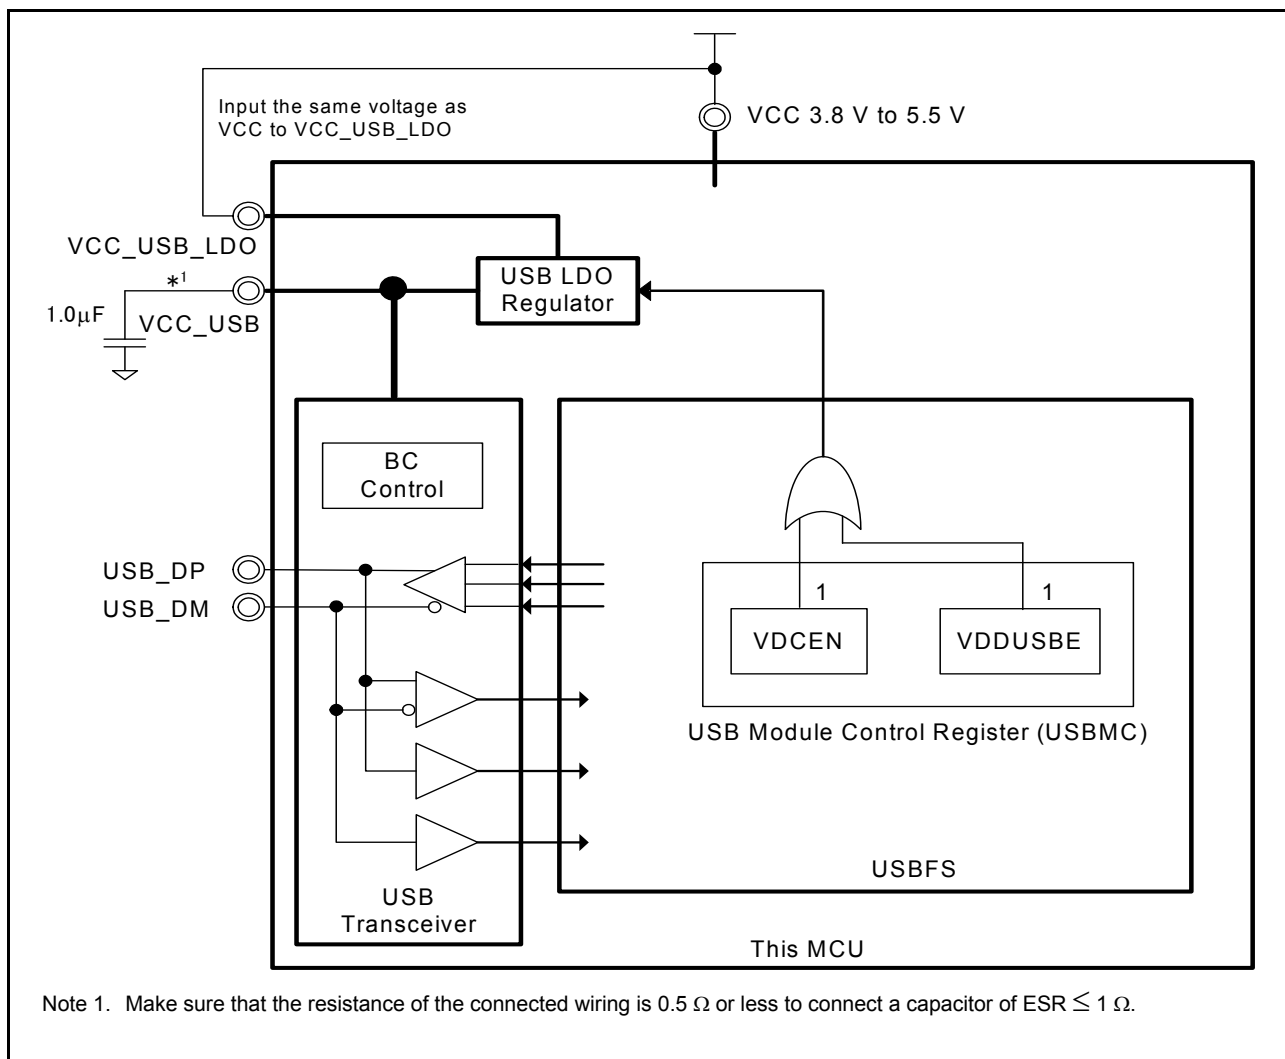 Input the same voltage as
VCC to VCC_USB_LDO
VCC 3.8 V to 5.5 V
VCC_USB_LDO
*1
1.0μF
VCC_USB
USB LDO
Regulator
BC
Control
USB_DP
USB_DM
1
1
VDCEN
VDDUSBE
USB Module Control Register (USBMC)
USBFS
USB
Transceiver
This MCU
Note 1. Make sure that the resistance of the connected wiring is 0.5 Ω or less to connect a capacitor of ESR ≤ 1 Ω.